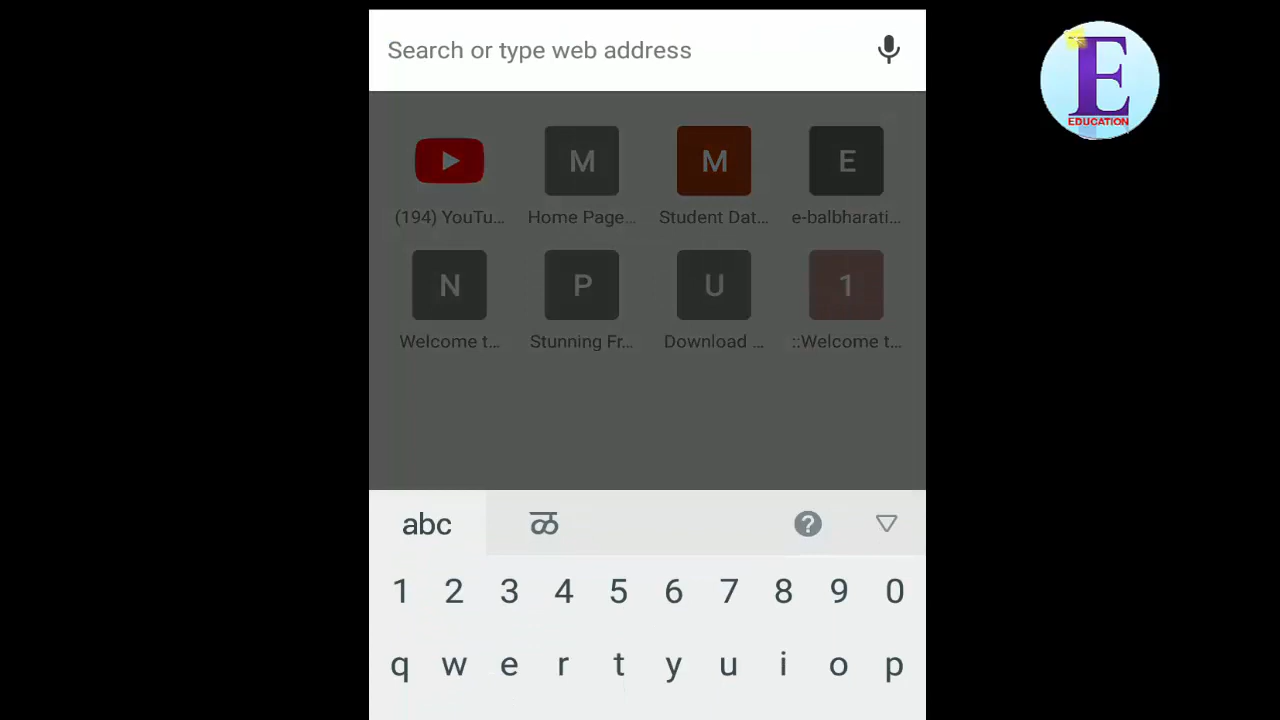 Search or type web address
E
EDUCATION
M
M
E
(194) YouTu...
Home Page...
Student Dat...
e-balbharati...
N
P
U
1
Welcome t...
Stunning Fr...
Download ...
::Welcome t...
abc
ळ
?
1 2 3 4 5 6 7 8 9 0
q w e r t y u i o p